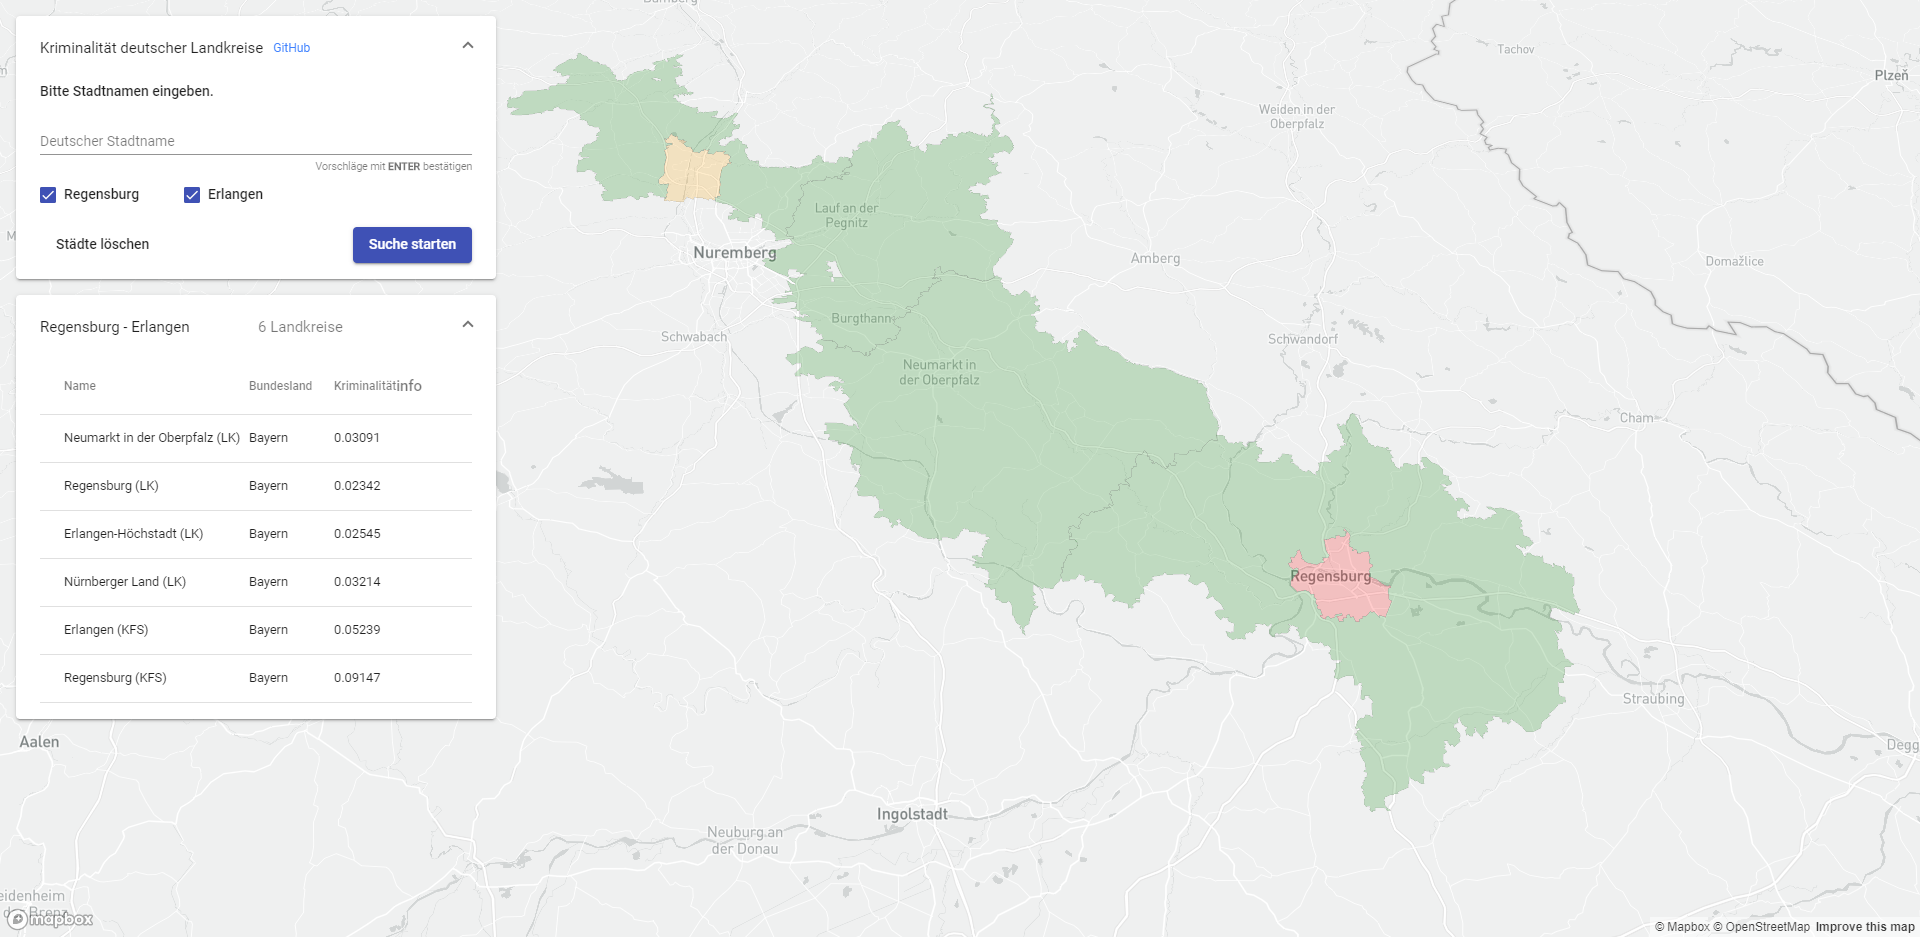 Kriminalität deutscher Landkreise GitHub
Bitte Stadtnamen eingeben.
Deutscher Stadtname
Vorschläge mit ENTER bestätigen
Regensburg Erlangen
Städte löschen Suche starten
Regensburg - Erlangen 6 Landkreise
Name Bundesland Kriminalität info
Neumarkt in der Oberpfalz (LK) Bayern 0.03091
Regensburg (LK) Bayern 0.02342
Erlangen-Höchstadt (LK) Bayern 0.02545
Nürnberger Land (LK) Bayern 0.03214
Erlangen (KFS) Bayern 0.05239
Regensburg (KFS) Bayern 0.09147
Tachov
Plzeň
Weiden in der
Oberpfalz
Lauf an der
Pegnitz
Nuremberg
Amberg
Domažlice
Burgthann
Schwabach
Schwandorf
Neumarkt in
der Oberpfalz
Cham
Regensburg
Straubing
Aalen
Degg
Ingolstadt
Neuburg an
der Donau
eidenheim
mapbox
© Mapbox © OpenStreetMap Improve this map